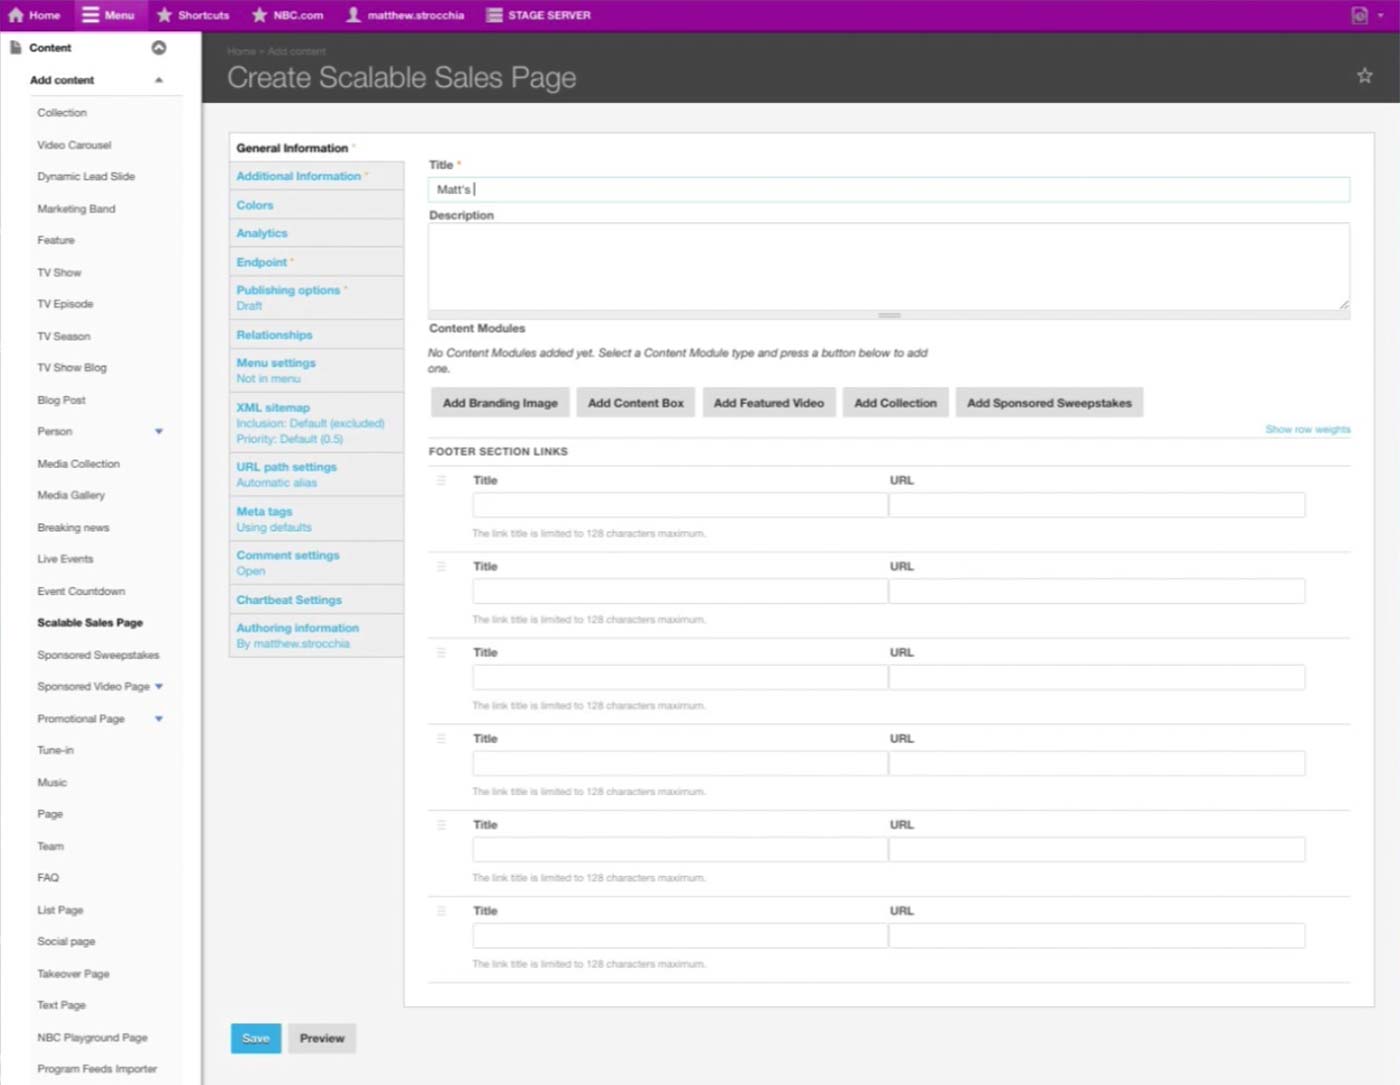 Home
Menu
Shortcuts
NBC.com
matthew.strocchia
STAGE SERVER
Content
Add content
Collection
Video Carousel
Dynamic Lead Slide
Marketing Band
Feature
TV Show
TV Episode
TV Season
TV Show Blog
Blog Post
Person
Media Collection
Media Gallery
Breaking news
Live Events
Event Countdown
Scalable Sales Page
Sponsored Sweepstakes
Sponsored Video Page
Promotional Page
Tune-in
Music
Page
Team
FAQ
List Page
Social page
Takeover Page
Text Page
NBC Playground Page
Program Feeds Importer
Home » Add content
Create Scalable Sales Page
General Information *
Additional Information *
Colors
Analytics
Endpoint *
Publishing options *
Draft
Relationships
Menu settings
Not in menu
XML sitemap
Inclusion: Default (excluded)
Priority: Default (0.5)
URL path settings
Automatic alias
Meta tags
Using defaults
Comment settings
Open
Chartbeat Settings
Authoring information
By matthew.strocchia
Title *
Matt's
Description
Content Modules
No Content Modules added yet. Select a Content Module type and press a button below to add
one.
Add Branding Image
Add Content Box
Add Featured Video
Add Collection
Add Sponsored Sweepstakes
Show row weights
FOOTER SECTION LINKS
Title URL
The link title is limited to 128 characters maximum.
Title URL
The link title is limited to 128 characters maximum.
Title URL
The link title is limited to 128 characters maximum.
Title URL
The link title is limited to 128 characters maximum.
Title URL
The link title is limited to 128 characters maximum.
Title URL
The link title is limited to 128 characters maximum.
Save
Preview